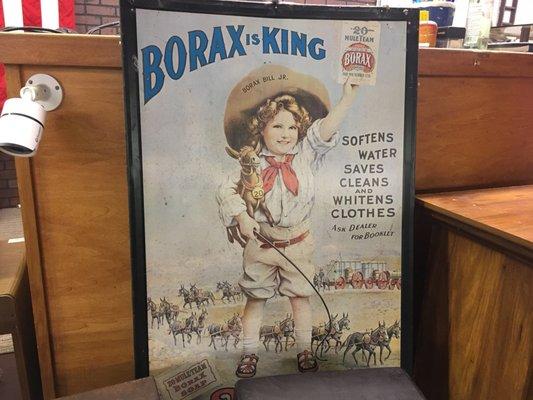 BORAX IS KING
20
MULE TEAM
BORAX
BORAX BILL JR.
SOFTENS
WATER
SAVES
CLEANS
AND
WHITENS
CLOTHES
ASK DEALER
FOR BOOKLET
20
20 MULE TEAM
BORAX
SOAP